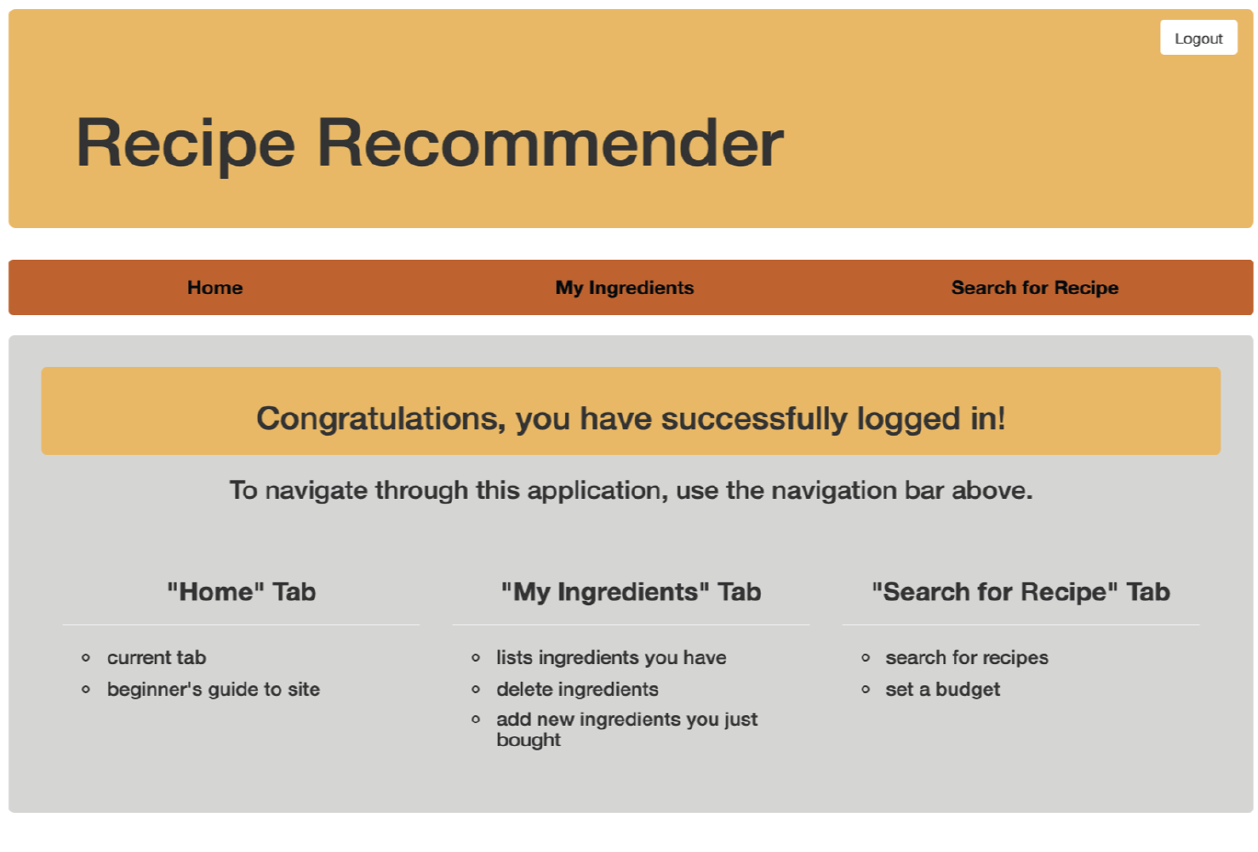 Logout
Recipe Recommender
Home My Ingredients Search for Recipe
Congratulations, you have successfully logged in!
To navigate through this application, use the navigation bar above.
"Home" Tab
current tab
beginner's guide to site
"My Ingredients" Tab
lists ingredients you have
delete ingredients
add new ingredients you just
bought
"Search for Recipe" Tab
search for recipes
set a budget